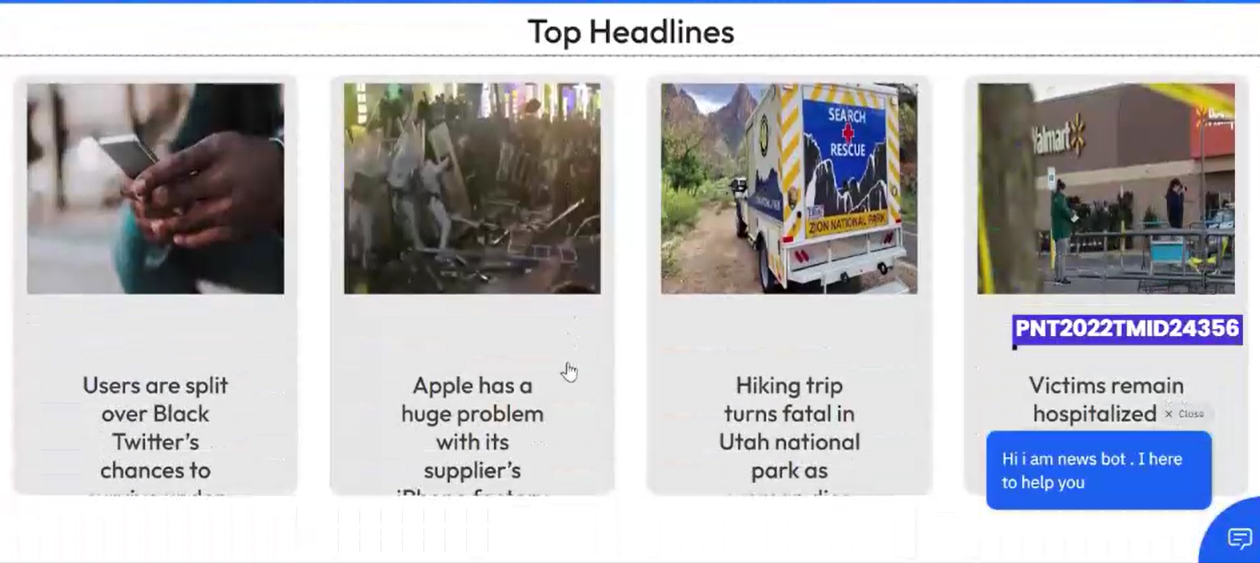 Top Headlines
SEARCH
RESCUE
ZION NATIONAL PARK
Walmart
PNT2022TMID24356
Users are split
over Black
Twitter's
chances to
Apple has a
huge problem
with its
supplier's
iPhone factory
Hiking trip
turns fatal in
Utah national
park as
Victims remain
hospitalized
× Close
Hi i am news bot . I here
to help you